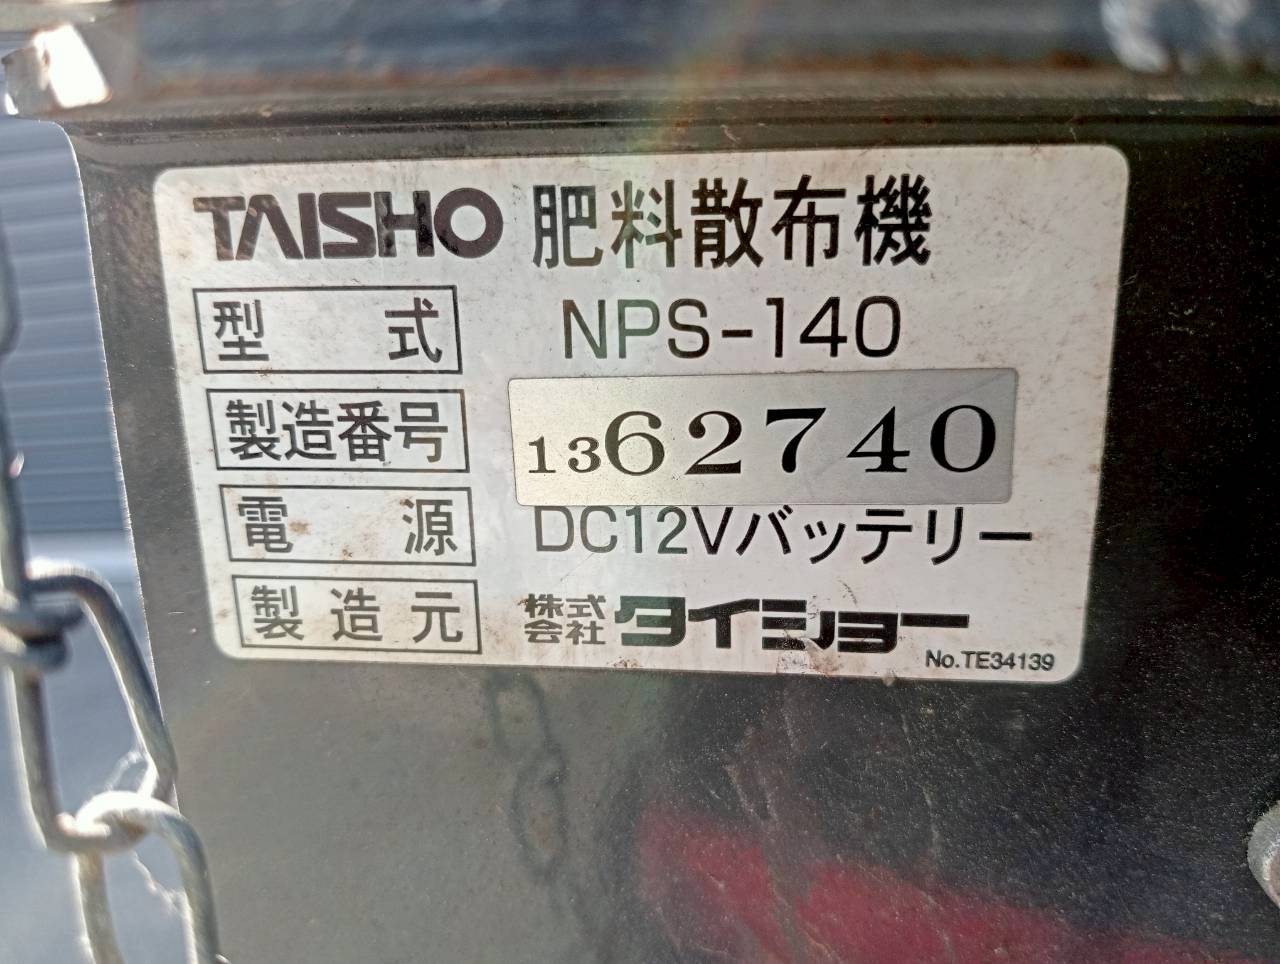 TAISHO 肥料散布機
型式 NPS-140
製造番号 1362740
電源 DC12Vバッテリー
製造元 株式会社タイショー
No.TE34139